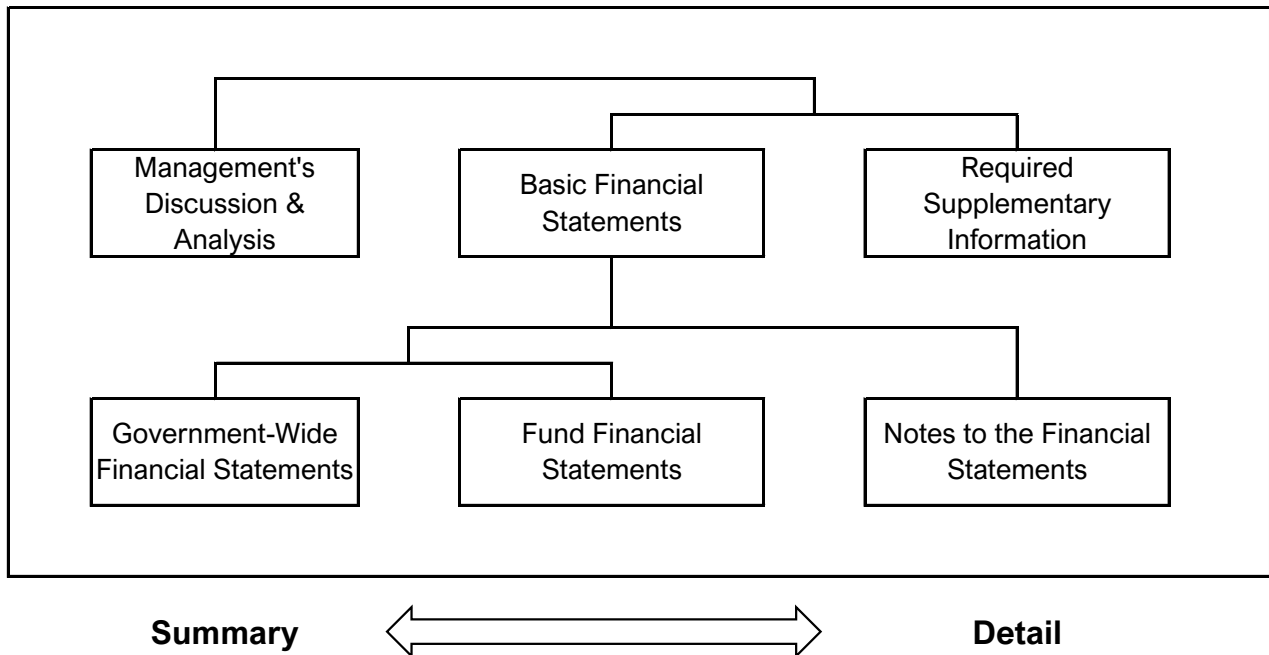 Management's
Discussion &
Analysis
Basic Financial
Statements
Required
Supplementary
Information
Government-Wide
Financial Statements
Fund Financial
Statements
Notes to the Financial
Statements
Summary
Detail